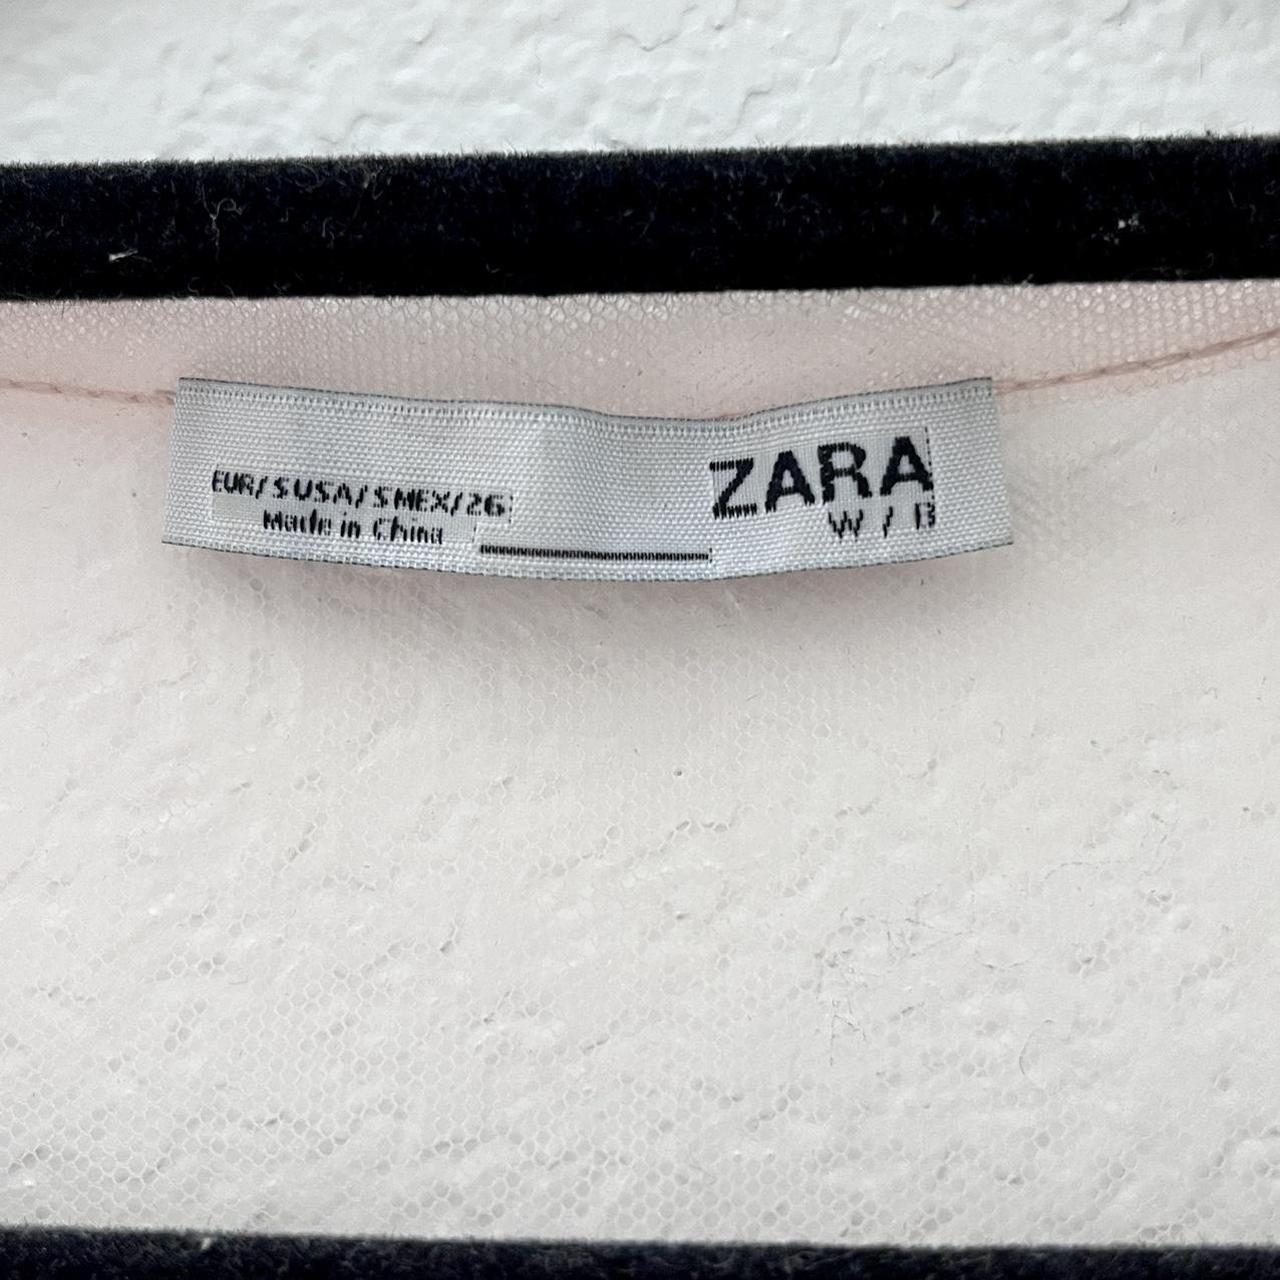 EUR/S USA/S MEX/26
Made in China
ZARA
W / B